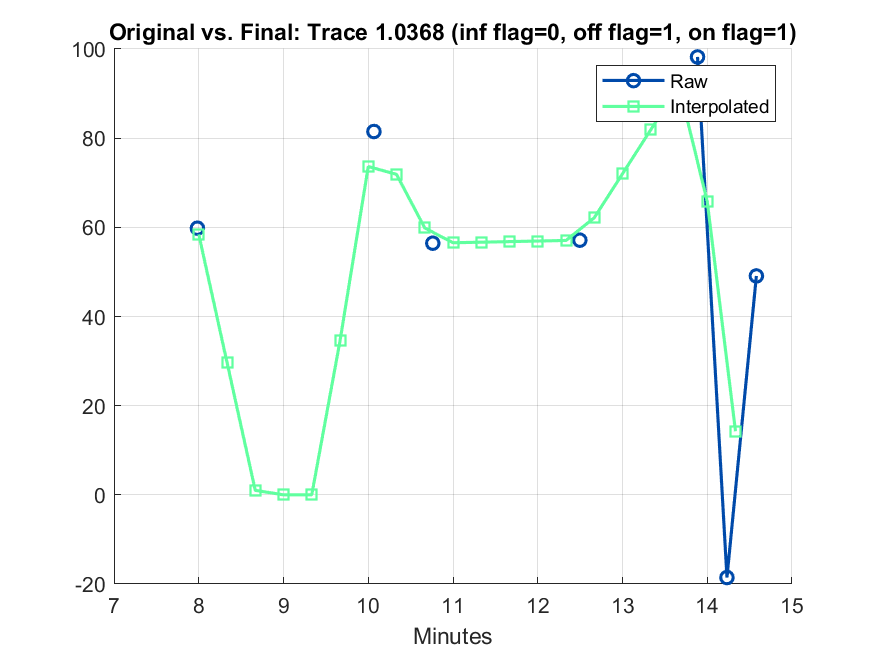 Original vs. Final: Trace 1.0368 (inf flag=0, off flag=1, on flag=1)
100
80
60
40
20
0
-20
Raw
Interpolated
7 8 9 10 11 12 13 14 15
Minutes